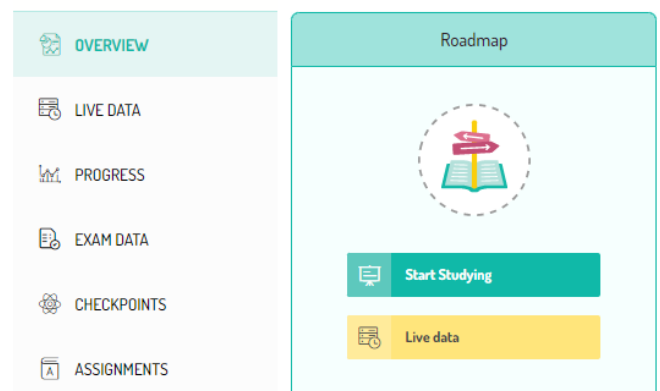 OVERVIEW
LIVE DATA
PROGRESS
EXAM DATA
CHECKPOINTS
A ASSIGNMENTS
Roadmap
Start Studying
Live data